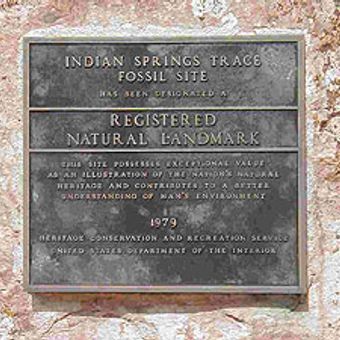 INDIAN SPRINGS TRACE
FOSSIL SITE
HAS BEEN DESIGNATED A
REGISTERED
NATURAL LANDMARK
THIS SITE POSSESSES EXCEPTIONAL VALUE
AS AN ILLUSTRATION OF THE NATION'S NATURAL
HERITAGE AND CONTRIBUTES TO A BETTER
UNDERSTANDING OF MAN'S ENVIRONMENT
1979
HERITAGE CONSERVATION AND RECREATION SERVICE
UNITED STATES DEPARTMENT OF THE INTERIOR